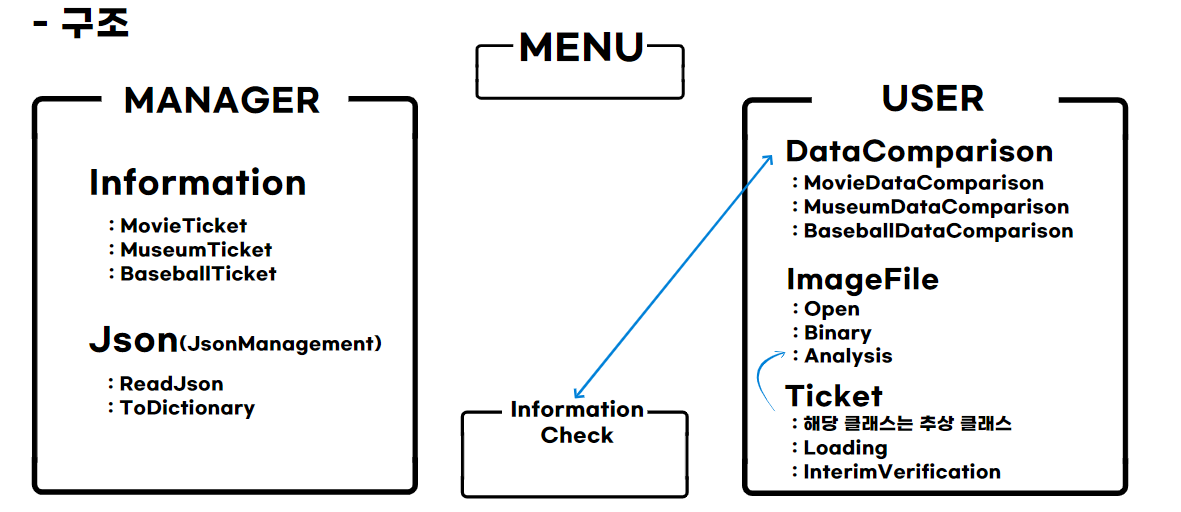 - 구조
MENU
MANAGER
Information
: MovieTicket
: MuseumTicket
: BaseballTicket
Json(JsonManagement)
: ReadJson
: ToDictionary
Information
Check
USER
DataComparison
: MovieDataComparison
: MuseumDataComparison
: BaseballDataComparison
ImageFile
: Open
: Binary
: Analysis
Ticket
: 해당 클래스는 추상 클래스
: Loading
: InterimVerification